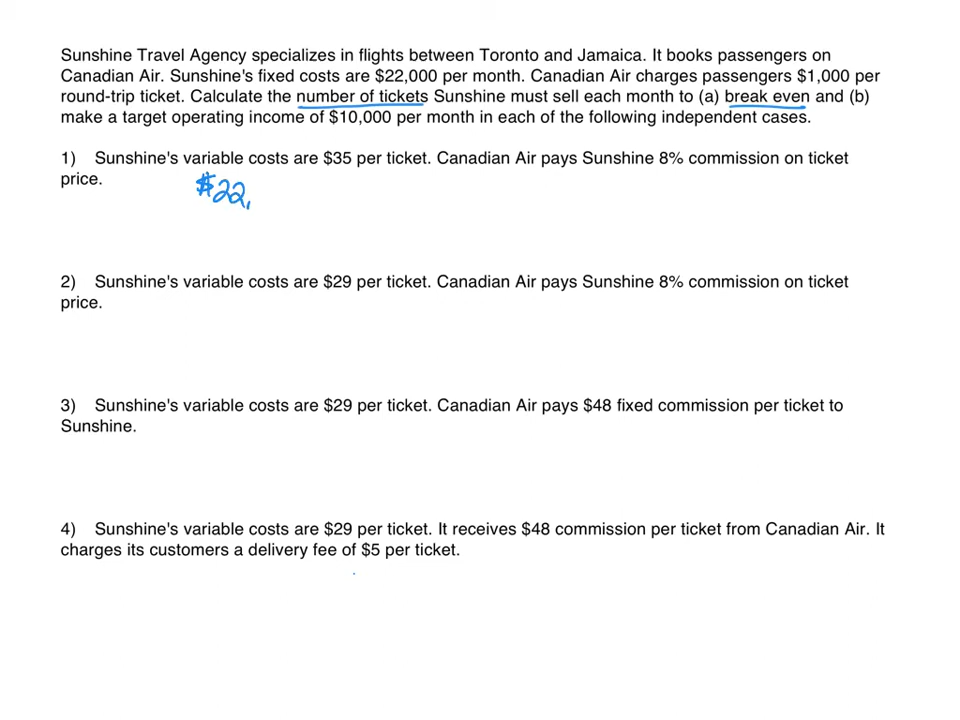 Sunshine Travel Agency specializes in flights between Toronto and Jamaica. It books passengers on
Canadian Air. Sunshine's fixed costs are $22,000 per month. Canadian Air charges passengers $1,000 per
round-trip ticket. Calculate the number of tickets Sunshine must sell each month to (a) break even and (b)
make a target operating income of $10,000 per month in each of the following independent cases.
1) Sunshine's variable costs are $35 per ticket. Canadian Air pays Sunshine 8% commission on ticket
price.
$22,
2) Sunshine's variable costs are $29 per ticket. Canadian Air pays Sunshine 8% commission on ticket
price.
3) Sunshine's variable costs are $29 per ticket. Canadian Air pays $48 fixed commission per ticket to
Sunshine.
4) Sunshine's variable costs are $29 per ticket. It receives $48 commission per ticket from Canadian Air. It
charges its customers a delivery fee of $5 per ticket.